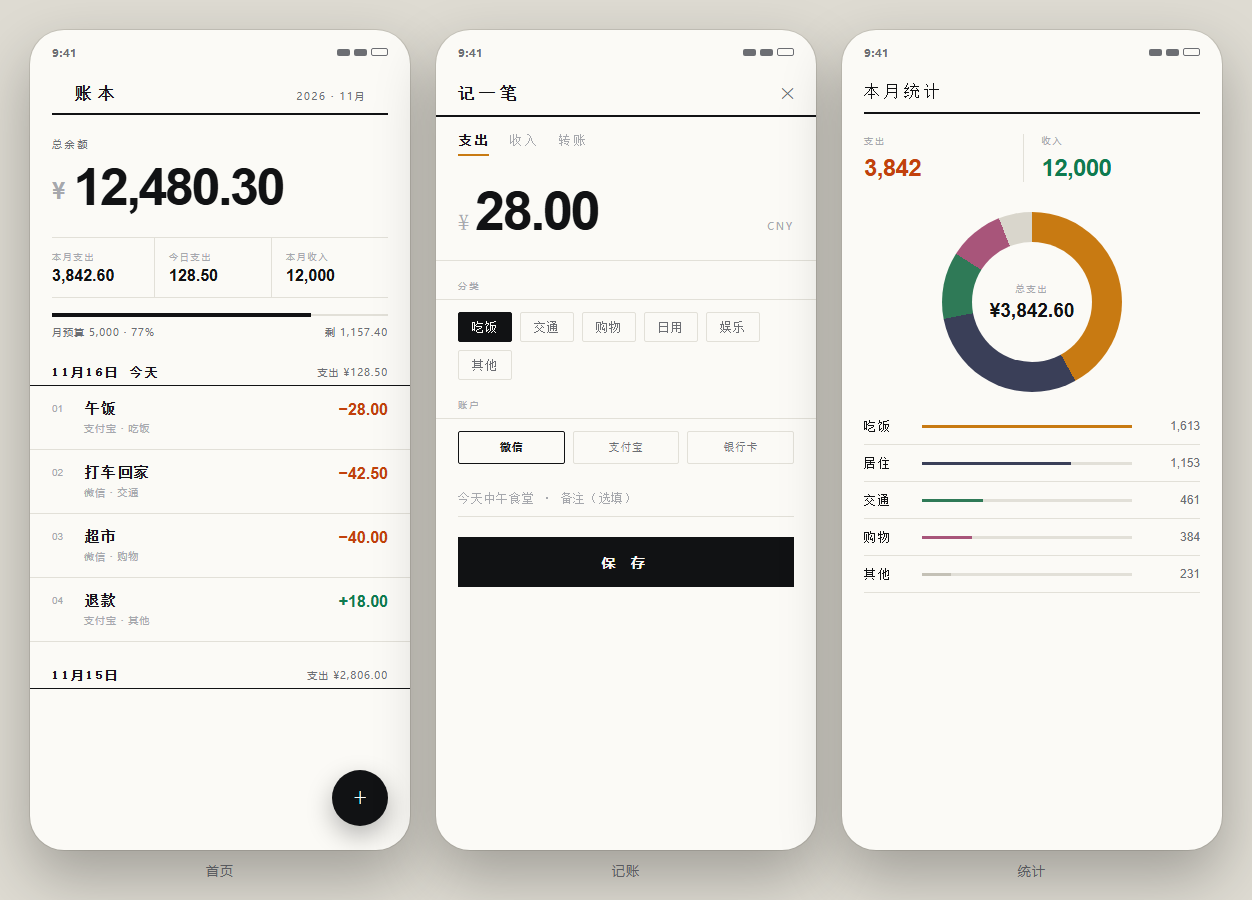 9:41
账本
2026 · 11月
总余额
¥ 12,480.30
本月支出
3,842.60
今日支出
128.50
本月收入
12,000
月预算 5,000 · 77%
剩 1,157.40
11月16日 今天
支出 ¥128.50
01 午饭 −28.00
支付宝 · 吃饭
02 打车回家 −42.50
微信 · 交通
03 超市 −40.00
微信 · 购物
04 退款 +18.00
支付宝 · 其他
11月15日
支出 ¥2,806.00
+
首页
9:41
记一笔
支出 收入 转账
¥ 28.00
CNY
分类
吃饭 交通 购物 日用 娱乐
其他
账户
微信 支付宝 银行卡
今天中午食堂 · 备注（选填）
保 存
记账
9:41
本月统计
支出
3,842
收入
12,000
总支出
¥3,842.60
吃饭 1,613
居住 1,153
交通 461
购物 384
其他 231
统计